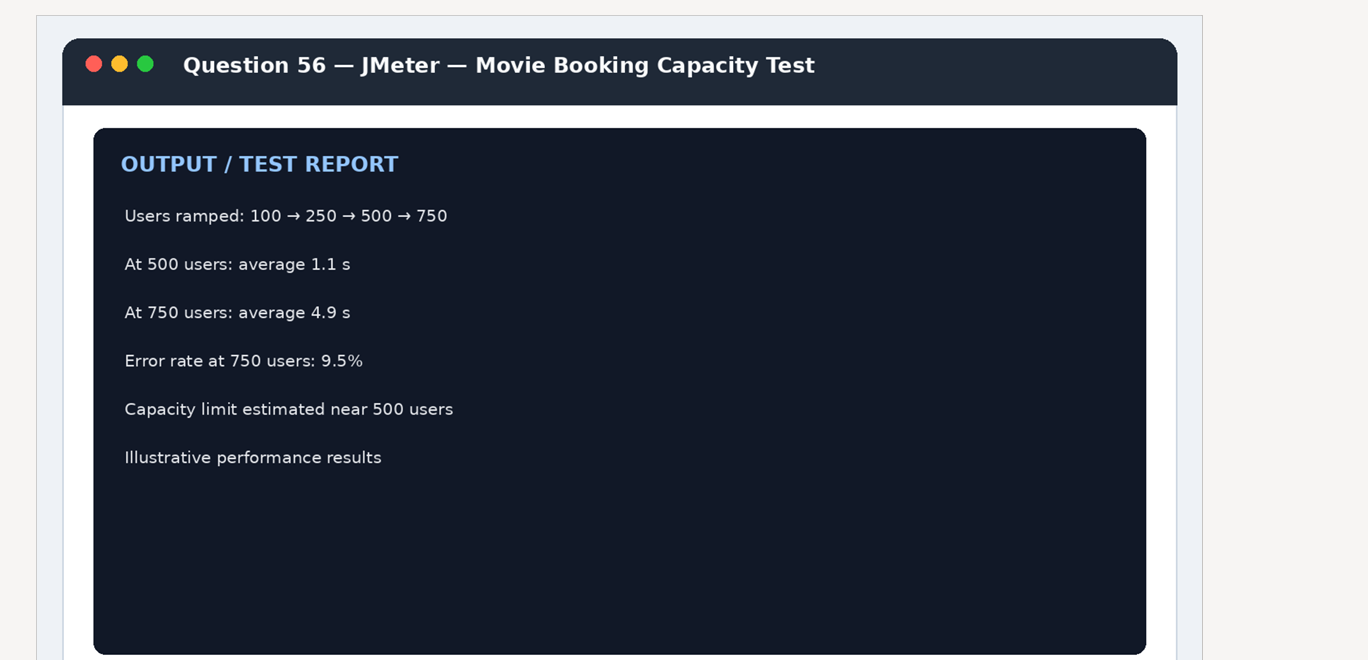 Question 56 — JMeter — Movie Booking Capacity Test
OUTPUT / TEST REPORT
Users ramped: 100 → 250 → 500 → 750
At 500 users: average 1.1 s
At 750 users: average 4.9 s
Error rate at 750 users: 9.5%
Capacity limit estimated near 500 users
Illustrative performance results